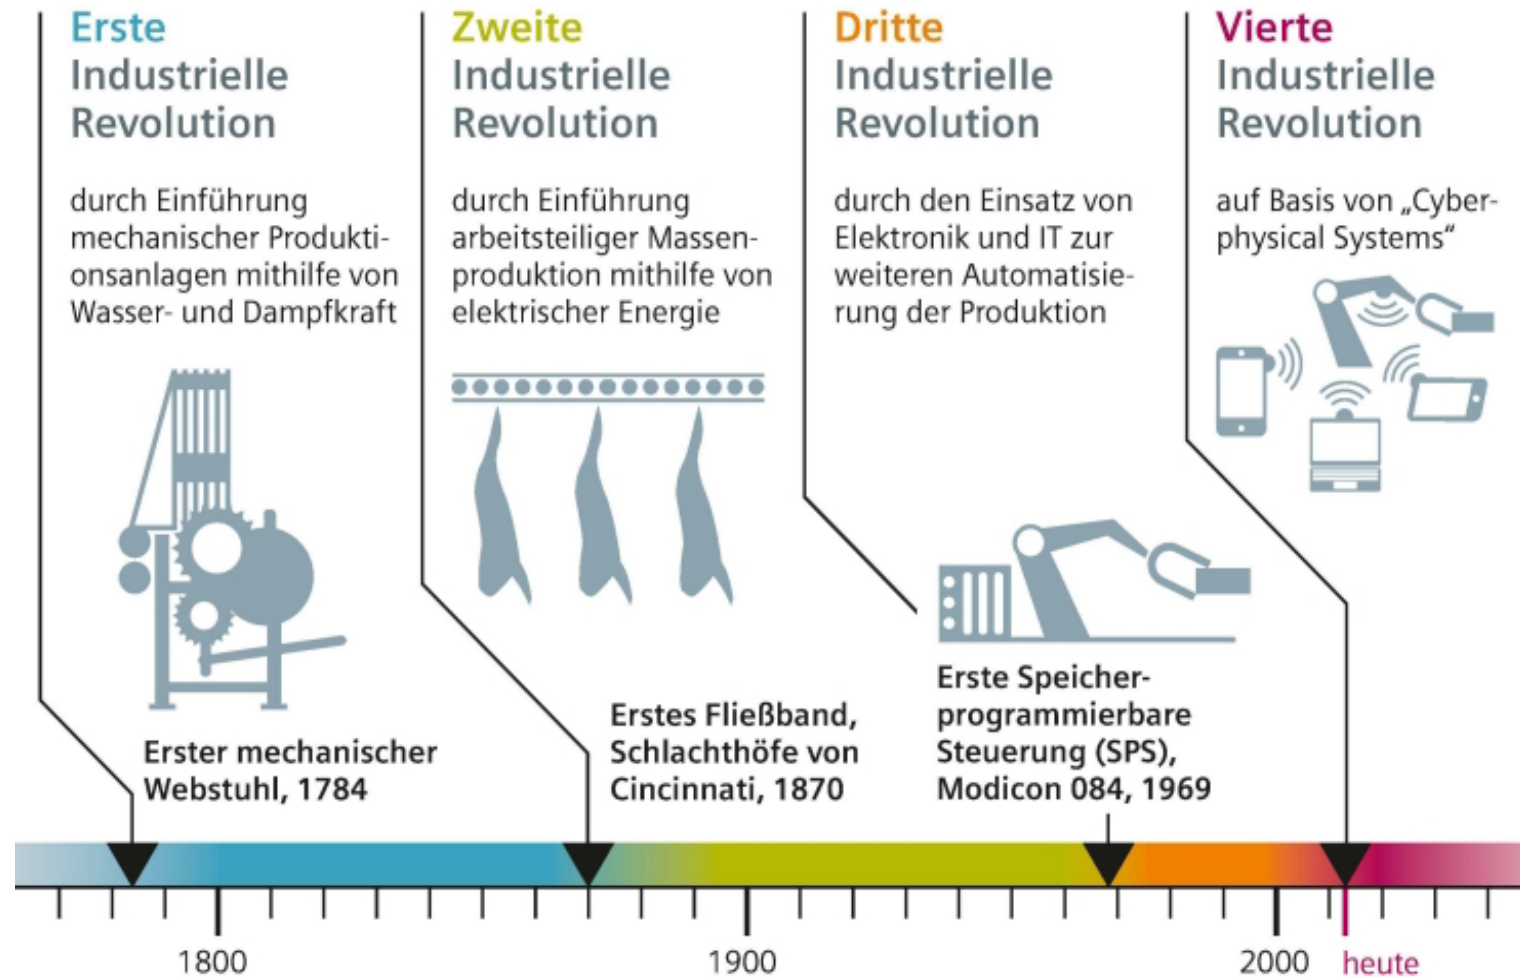 Erste
Industrielle
Revolution
durch Einführung
mechanischer Produkti-
onsanlagen mithilfe von
Wasser- und Dampfkraft
Erster mechanischer
Webstuhl, 1784
Zweite
Industrielle
Revolution
durch Einführung
arbeitsteiliger Massen-
produktion mithilfe von
elektrischer Energie
Erstes Fließband,
Schlachthöfe von
Cincinnati, 1870
Dritte
Industrielle
Revolution
durch den Einsatz von
Elektronik und IT zur
weiteren Automatisie-
rung der Produktion
Erste Speicher-
programmierbare
Steuerung (SPS),
Modicon 084, 1969
Vierte
Industrielle
Revolution
auf Basis von „Cyber-
physical Systems“
1800
1900
2000
heute